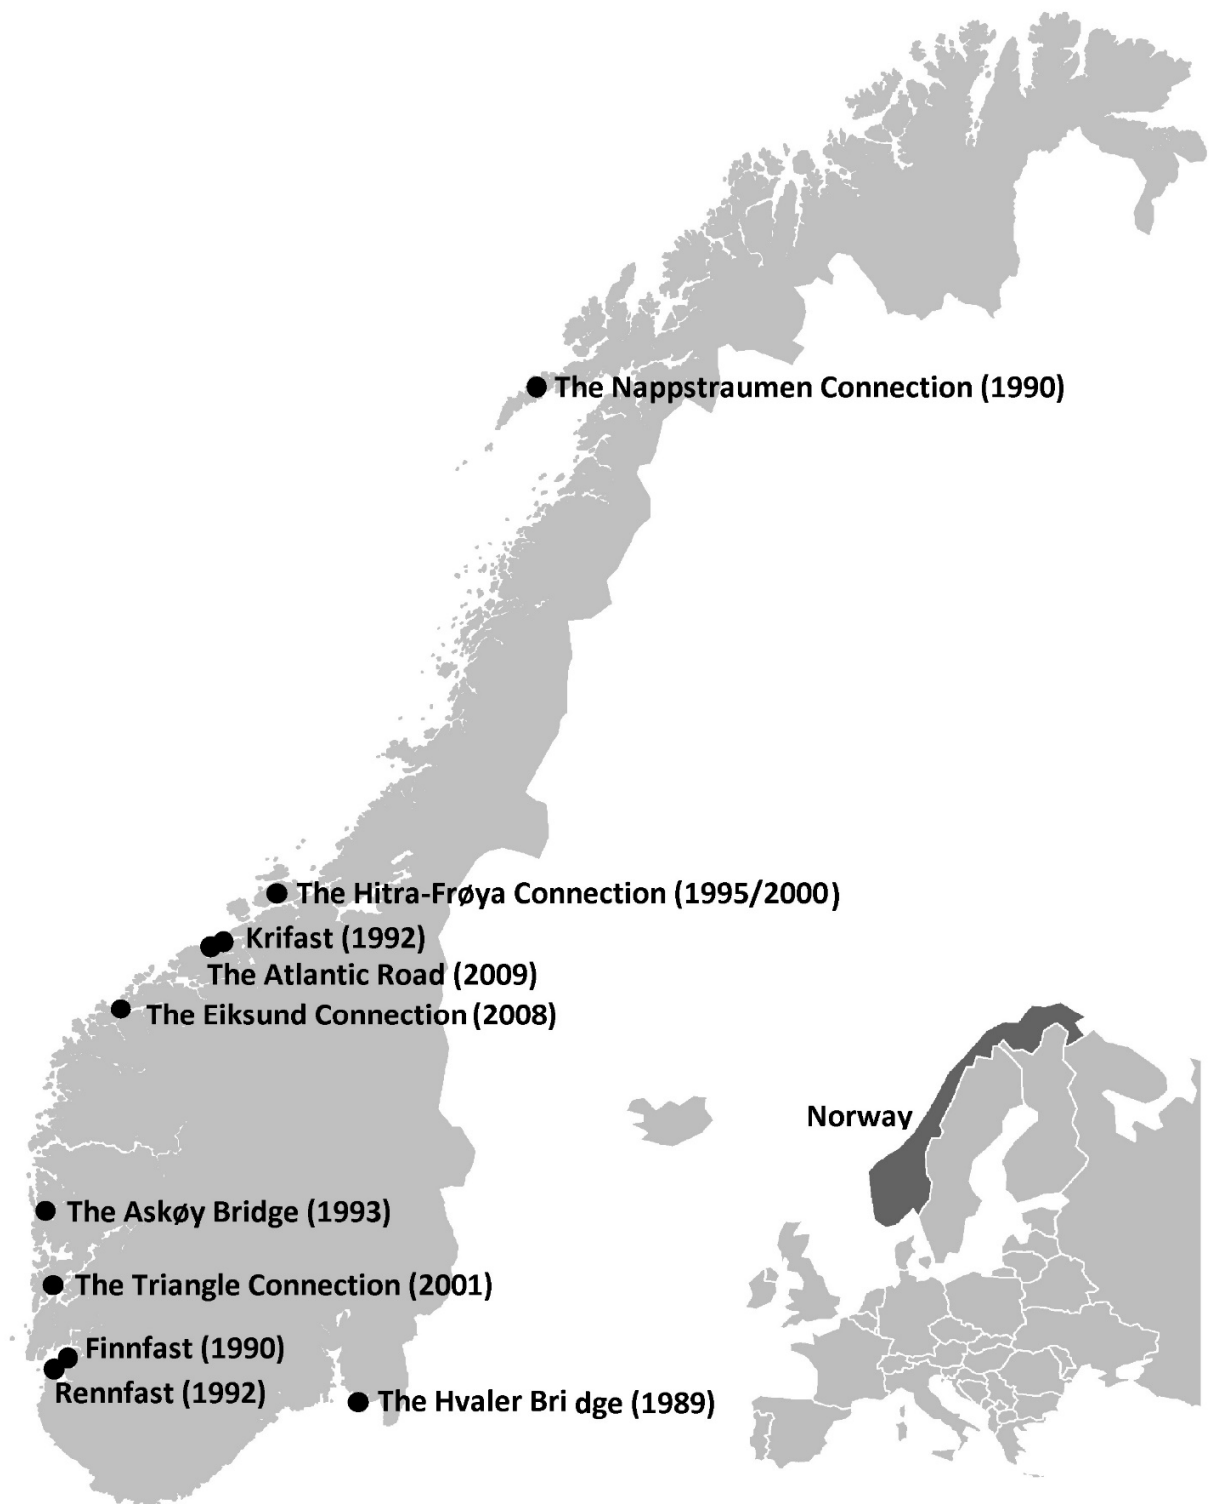 The Nappstraumen Connection (1990)
The Hitra-Frøya Connection (1995/2000)
Krifast (1992)
The Atlantic Road (2009)
The Eiksund Connection (2008)
Norway
The Askøy Bridge (1993)
The Triangle Connection (2001)
Finnfast (1990)
Rennfast (1992)
The Hvaler Bri dge (1989)